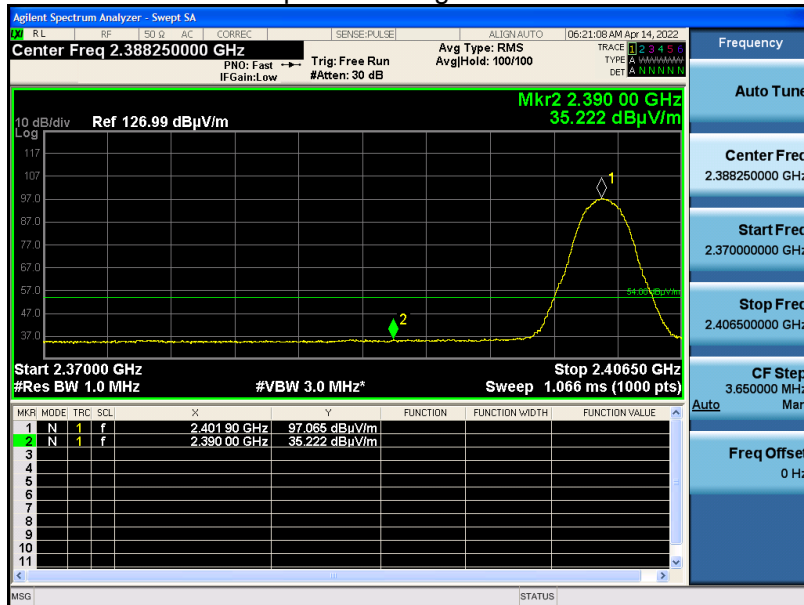 Agilent Spectrum Analyzer - Swept SA
LXI RL RF 50 Ω AC CORREC SENSE:PULSE ALIGN AUTO 06:21:08 AM Apr 14, 2022
Center Freq 2.388250000 GHz Avg Type: RMS TRACE 1 2 3 4 5 6
PNO: Fast Trig: Free Run Avg|Hold: 100/100 TYPE A WWWWW
IFGain:Low #Atten: 30 dB DET A N N N N N
Mkr2 2.390 00 GHz
10 dB/div Ref 126.99 dBµV/m 35.222 dBµV/m
Log
117
107
97.0
87.0
77.0
67.0
57.0
47.0
37.0
1
54.00 dBµV/m
2
Start 2.37000 GHz Stop 2.40650 GHz
#Res BW 1.0 MHz #VBW 3.0 MHz* Sweep 1.066 ms (1000 pts)
MKR MODE TRC SCL X Y FUNCTION FUNCTION WIDTH FUNCTION VALUE
1 N 1 f 2.401 90 GHz 97.065 dBµV/m
2 N 1 f 2.390 00 GHz 35.222 dBµV/m
3
4
5
6
7
8
9
10
11
MSG STATUS
Frequency
Auto Tune
Center Freq
2.388250000 GHz
Start Freq
2.370000000 GHz
Stop Freq
2.406500000 GHz
CF Step
3.650000 MHz
Auto Man
Freq Offset
0 Hz